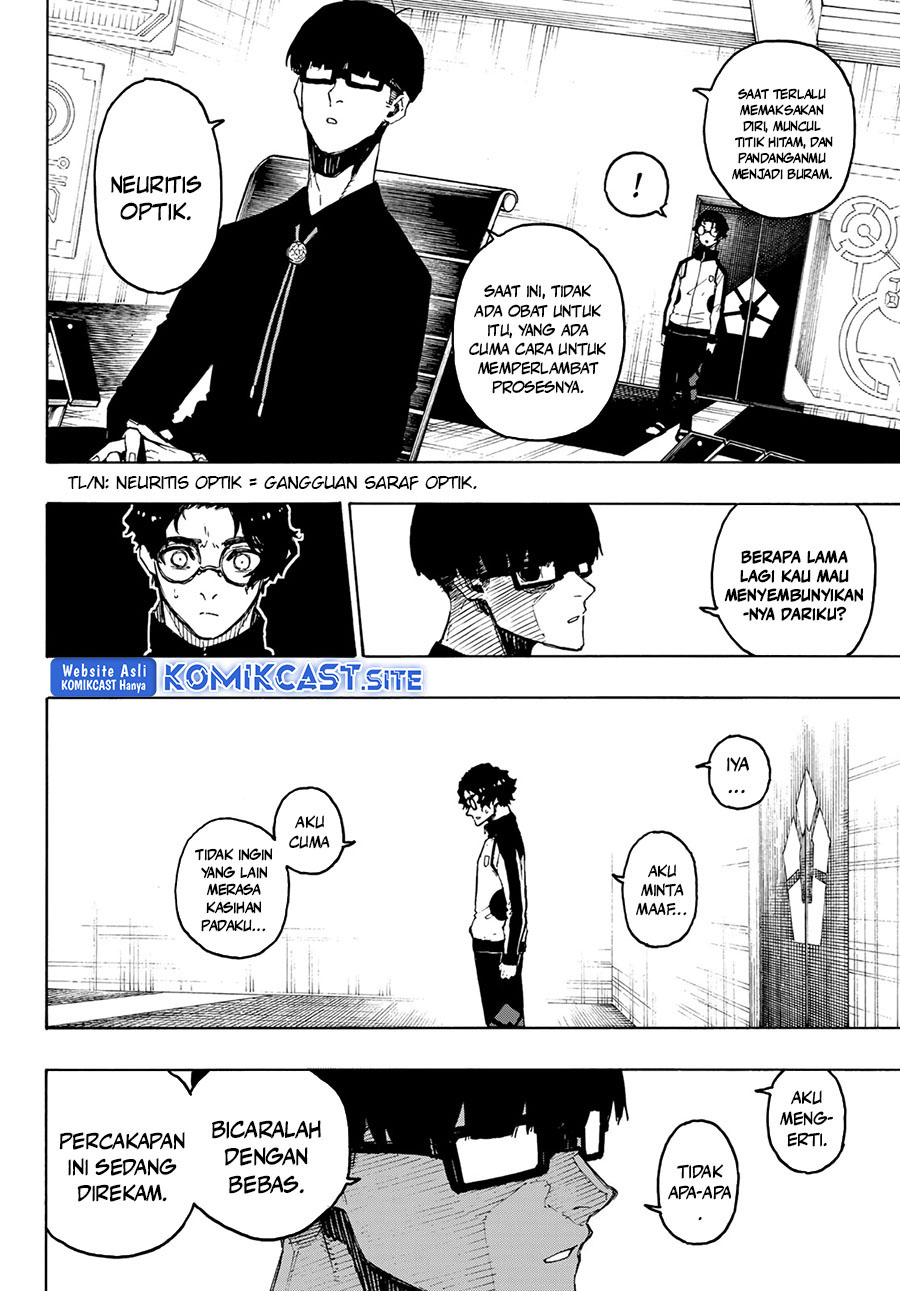 SAAT TERLALU
MEMAKSAKAN
DIRI, MUNCUL
TITIK HITAM, DAN
PANDANGANMU
MENJADI BURAM.
!
NEURITIS
OPTIK.
SAAT INI, TIDAK
ADA OBAT UNTUK
ITU, YANG ADA
CUMA CARA UNTUK
MEMPERLAMBAT
PROSESNYA.
TL/N: NEURITIS OPTIK = GANGGUAN SARAF OPTIK.
BERAPA LAMA
LAGI KAU MAU
MENYEMBUNYIKAN
-NYA DARIKU?
Website Asli
KOMIKCAST Hanya
KOMIKCAST.SITE
IYA
...
AKU
MINTA
MAAF...
AKU
CUMA
TIDAK INGIN
YANG LAIN
MERASA
KASIHAN
PADAKU...
AKU
MENG-
ERTI.
TIDAK
APA-APA
.
BICARALAH
DENGAN
BEBAS.
PERCAKAPAN
INI SEDANG
DIREKAM.